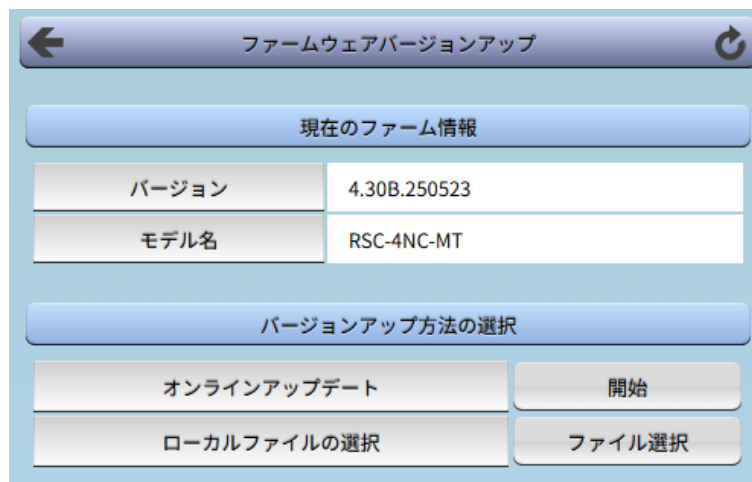 ファームウェアバージョンアップ
現在のファーム情報
バージョン 4.30B.250523
モデル名 RSC-4NC-MT
バージョンアップ方法の選択
オンラインアップデート 開始
ローカルファイルの選択 ファイル選択